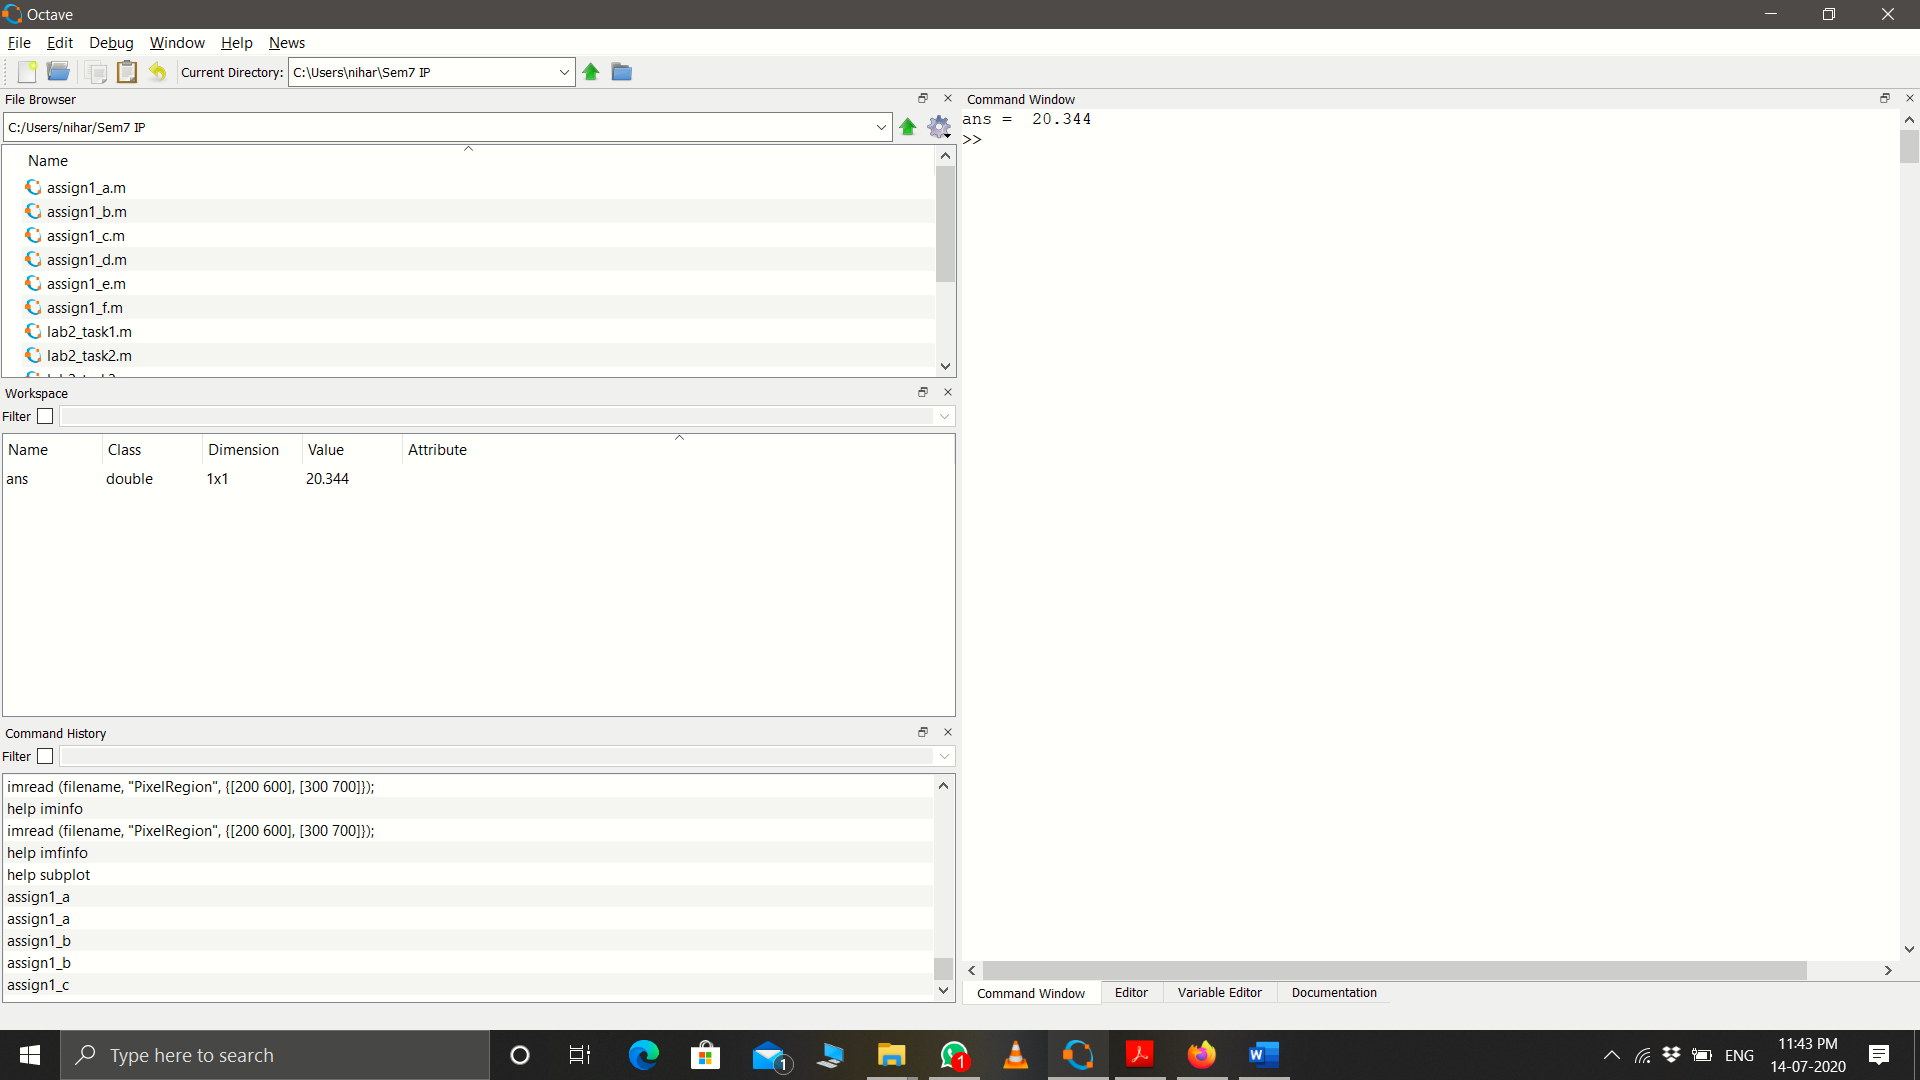 Octave
File Edit Debug Window Help News
Current Directory: C:\Users\nihar\Sem7 IP
File Browser
C:/Users/nihar/Sem7 IP
Name
assign1_a.m
assign1_b.m
assign1_c.m
assign1_d.m
assign1_e.m
assign1_f.m
lab2_task1.m
lab2_task2.m
Workspace
Filter
Name Class Dimension Value Attribute
ans double 1x1 20.344
Command History
Filter
imread (filename, "PixelRegion", {[200 600], [300 700]});
help iminfo
imread (filename, "PixelRegion", {[200 600], [300 700]});
help imfinfo
help subplot
assign1_a
assign1_a
assign1_b
assign1_b
assign1_c
Command Window
ans = 20.344
>>
Command Window Editor Variable Editor Documentation
Type here to search
1
1
ENG
11:43 PM
14-07-2020